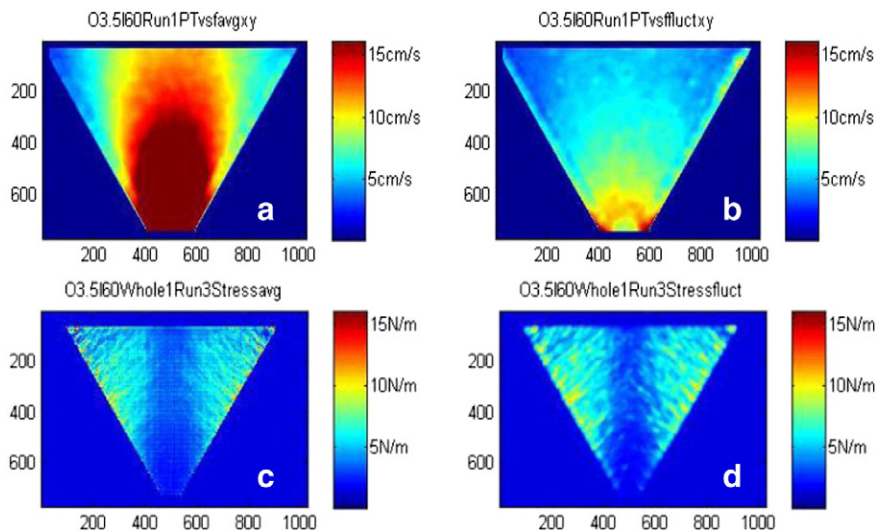 O3.5I60Run1PTvsfavgxy
15cm/s
10cm/s
5cm/s
200
400
600
200 400 600 800 1000
a
O3.5I60Run1PTvsffluctxy
15cm/s
10cm/s
5cm/s
200
400
600
200 400 600 800 1000
b
O3.5I60Whole1Run3Stressavg
15N/m
10N/m
5N/m
200
400
600
200 400 600 800 1000
c
O3.5I60Whole1Run3Stressfluct
15N/m
10N/m
5N/m
200
400
600
200 400 600 800 1000
d